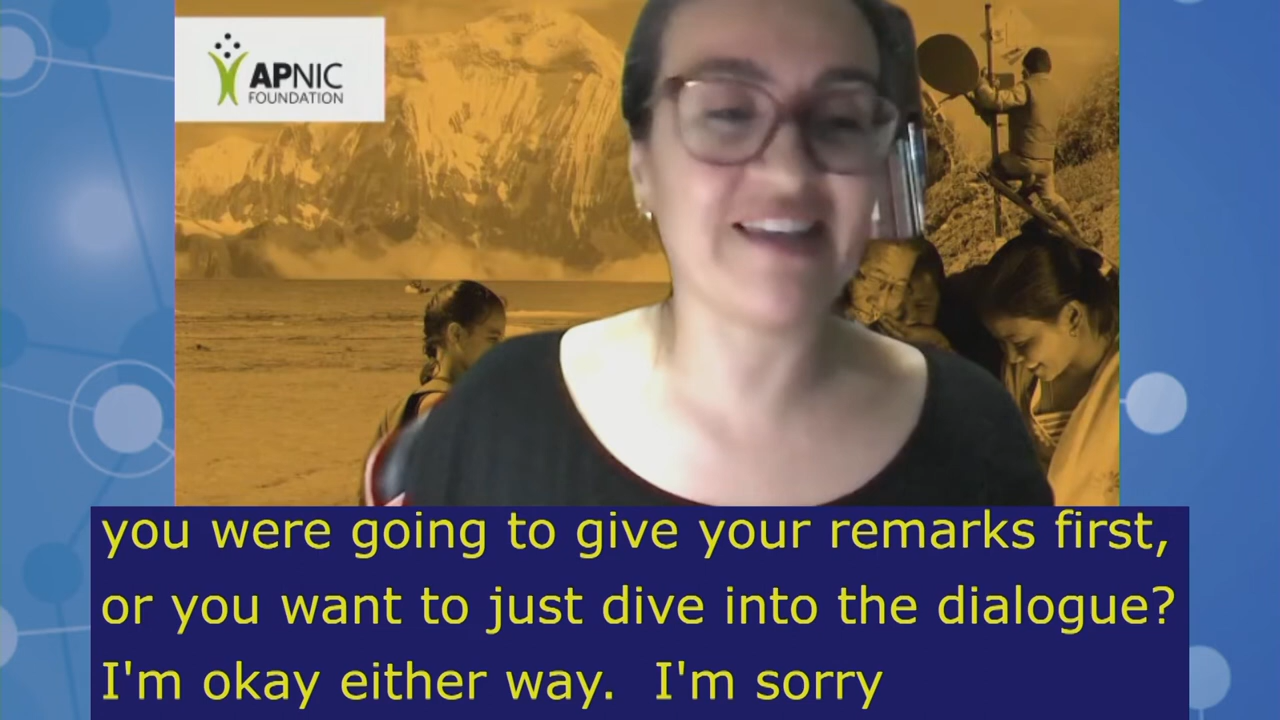 APNIC
FOUNDATION
you were going to give your remarks first,
or you want to just dive into the dialogue?
I'm okay either way.  I'm sorry